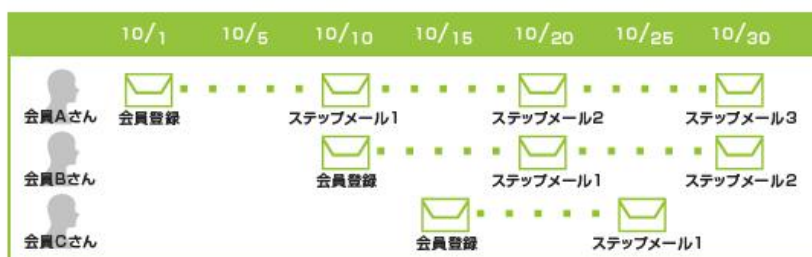 10/1 10/5 10/10 10/15 10/20 10/25 10/30
会員Aさん 会員登録 ステップメール1 ステップメール2 ステップメール3
会員Bさん 会員登録 ステップメール1 ステップメール2
会員Cさん 会員登録 ステップメール1